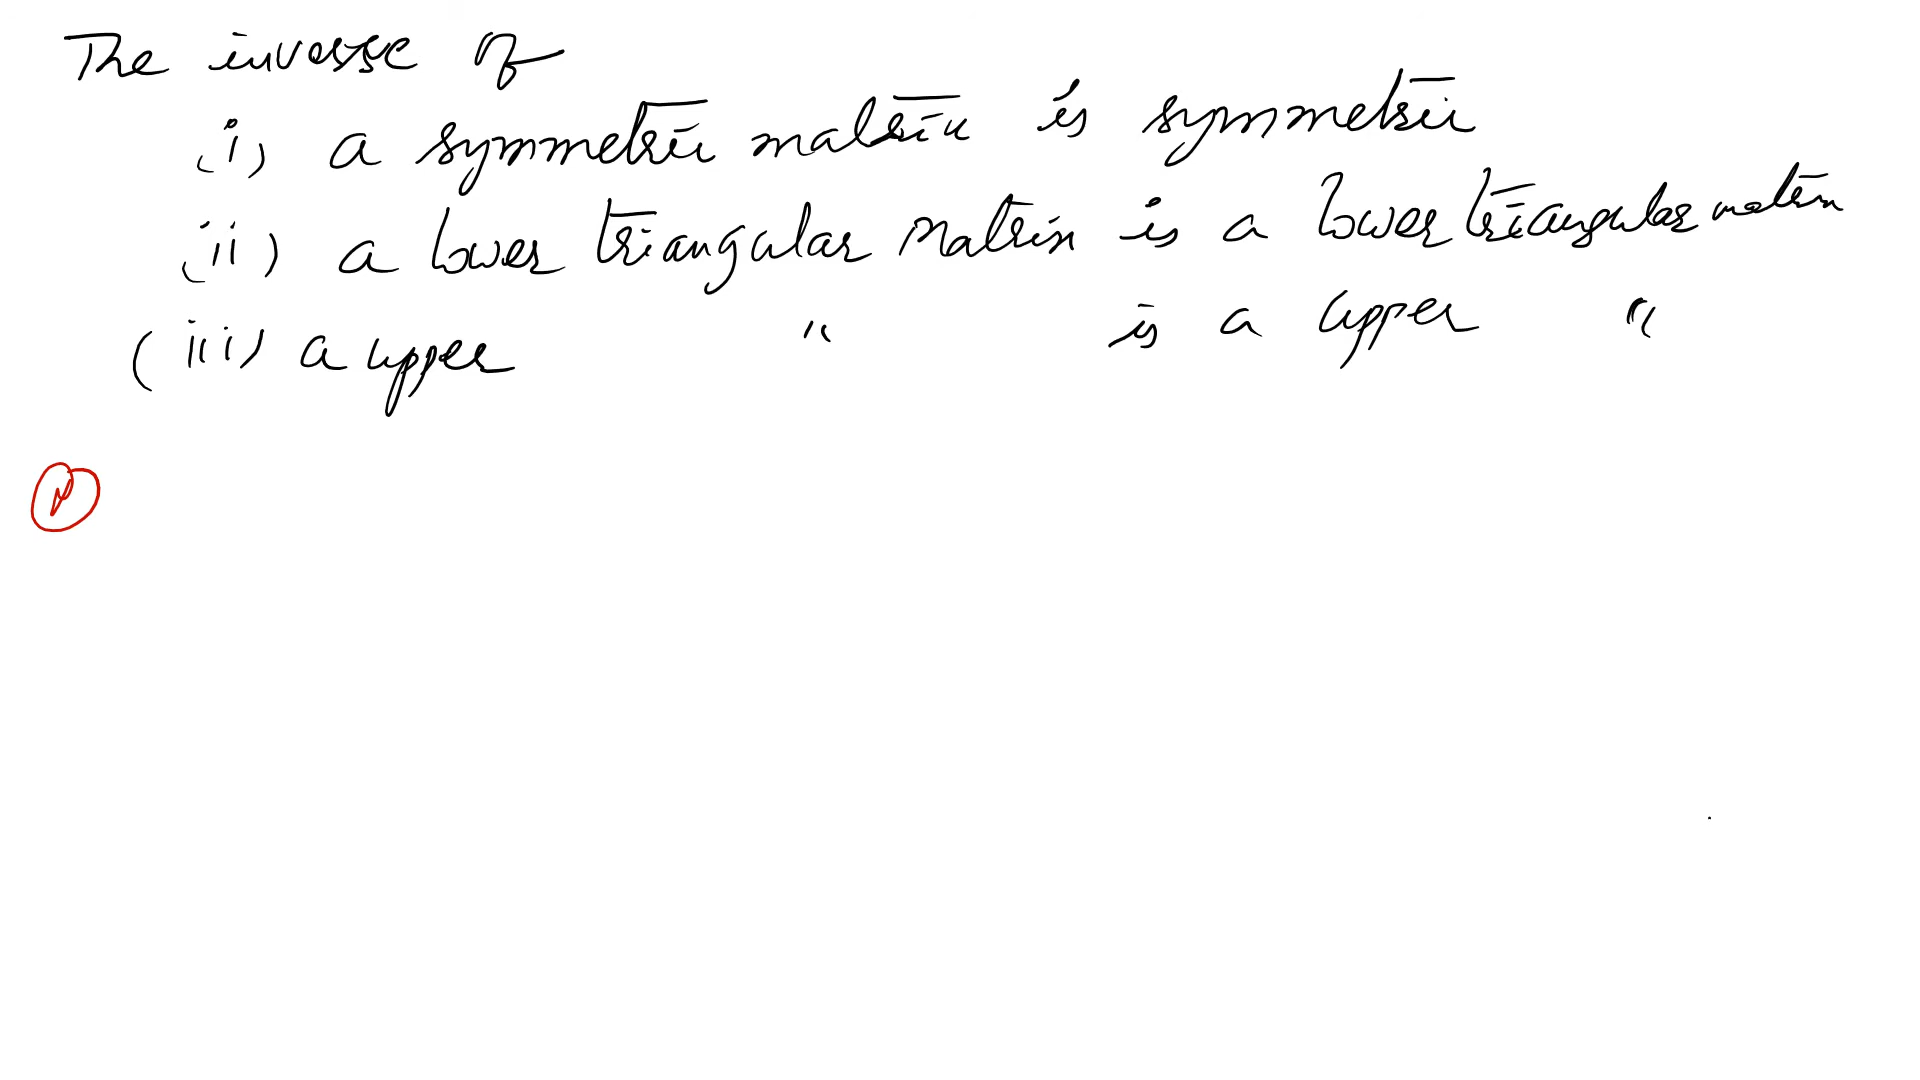 The inverse of
(i) a symmetric matrix is symmetric
(ii) a lower triangular matrix is a lower triangular matrix
(iii) a upper " is a upper "